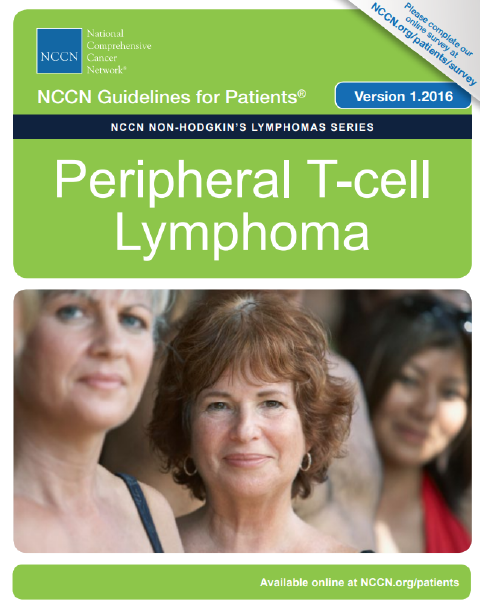 Please complete our
online survey at
NCCN.org/patients/survey
NCCN
National
Comprehensive
Cancer
Network®
NCCN Guidelines for Patients®
Version 1.2016
NCCN NON-HODGKIN'S LYMPHOMAS SERIES
Peripheral T-cell
Lymphoma
Available online at NCCN.org/patients